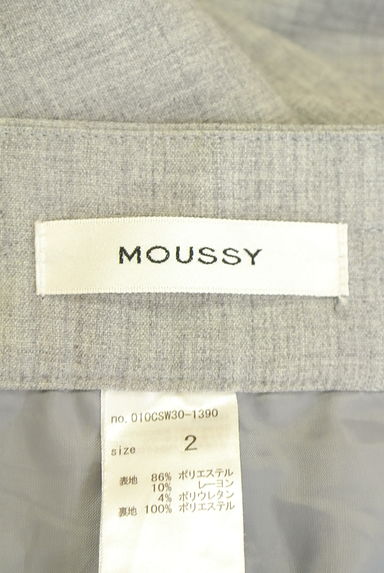 MOUSSY
no. 010CSW30-1390
size 2
表地 86% ポリエステル
10% レーヨン
4% ポリウレタン
裏地 100% ポリエステル